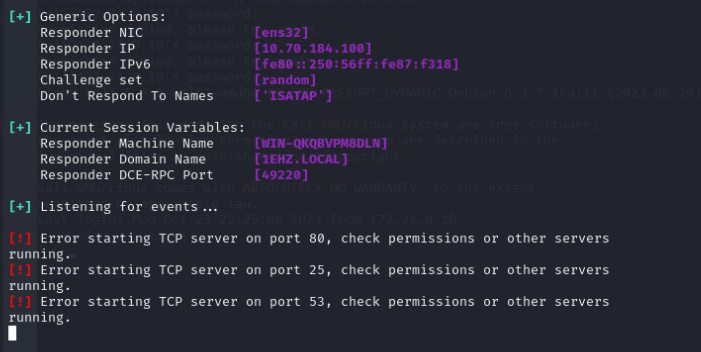 [+] Generic Options:
Responder NIC [ens32]
Responder IP [10.70.184.100]
Responder IPv6 [fe80::250:56ff:fe87:f318]
Challenge set [random]
Don't Respond To Names ['ISATAP']
[+] Current Session Variables:
Responder Machine Name [WIN-QKQBVPM8DLN]
Responder Domain Name [1EHZ.LOCAL]
Responder DCE-RPC Port [49220]
[+] Listening for events...
[!] Error starting TCP server on port 80, check permissions or other servers
running.
[!] Error starting TCP server on port 25, check permissions or other servers
running.
[!] Error starting TCP server on port 53, check permissions or other servers
running.